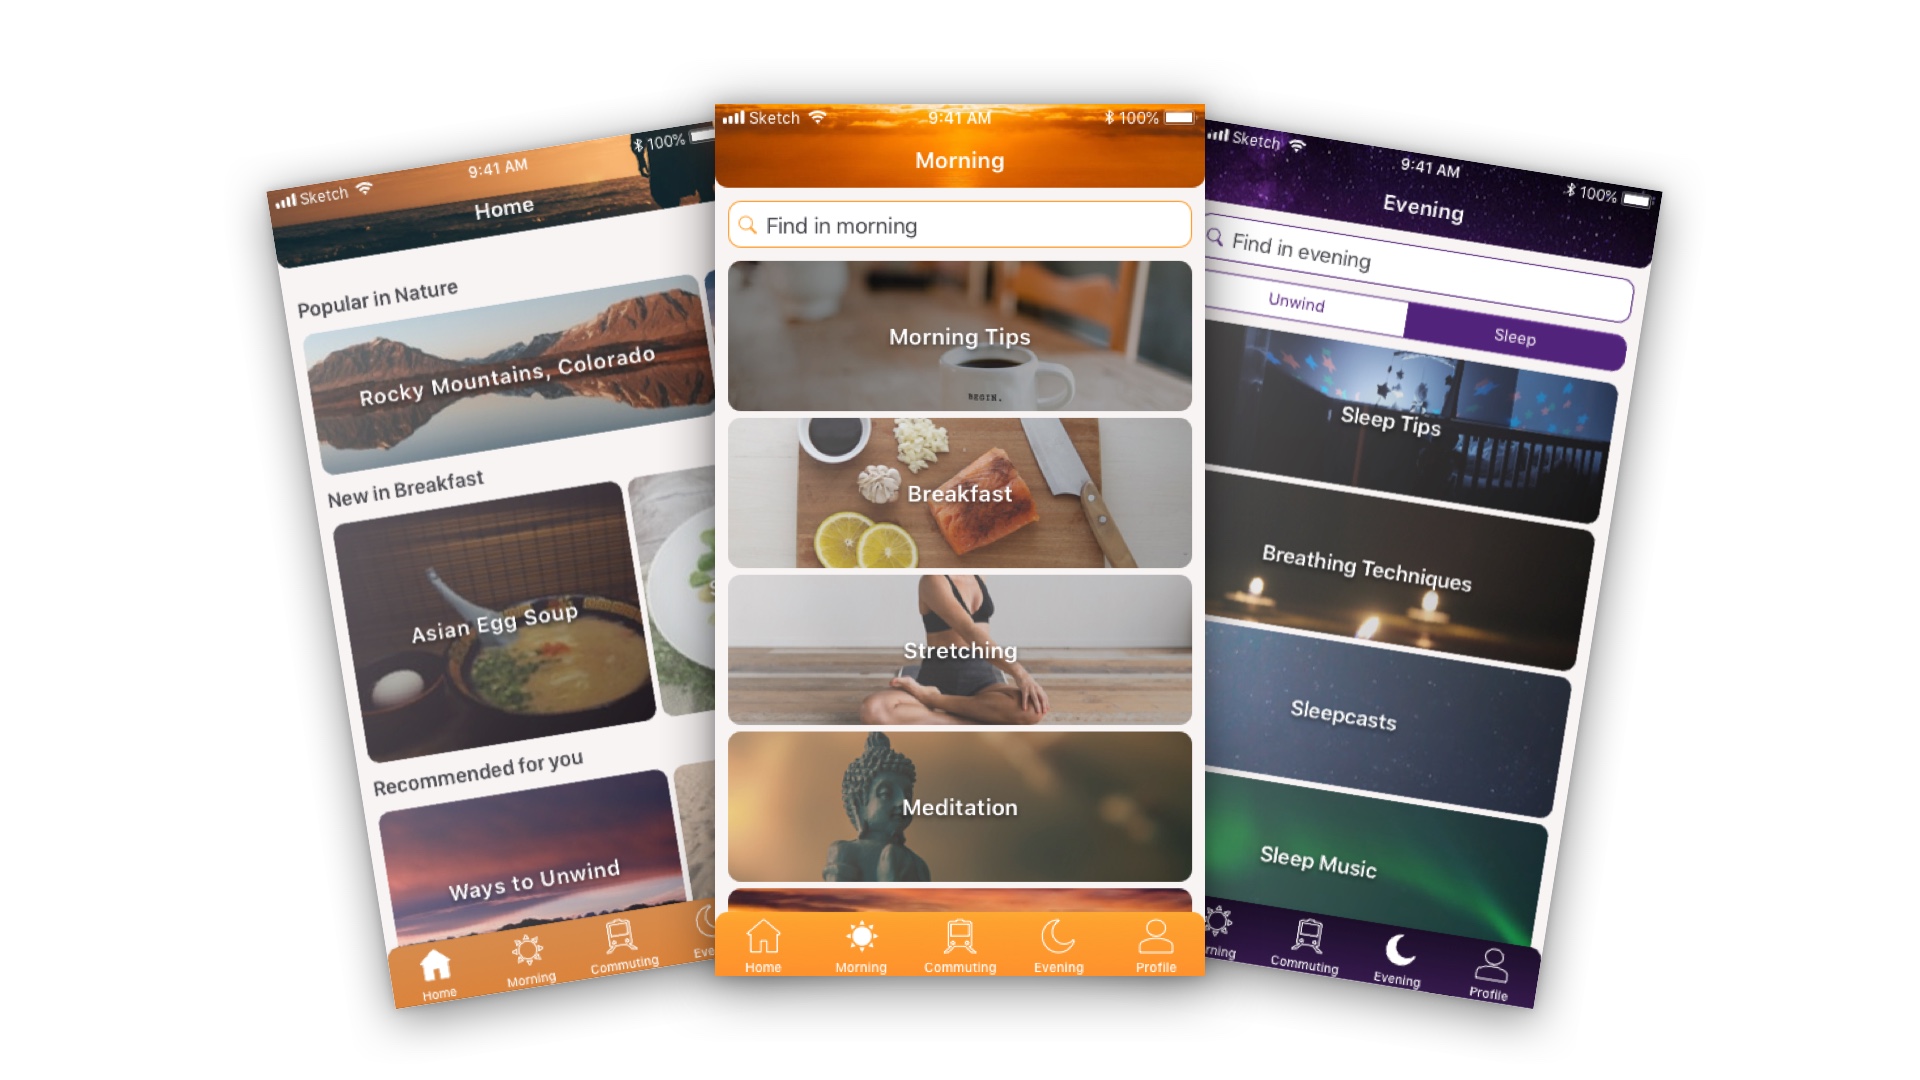 Sketch 9:41 AM 100%
Home
Popular in Nature
Rocky Mountains, Colorado
New in Breakfast
Asian Egg Soup
S
Recommended for you
Ways to Unwind
Home Morning Commuting Eve
Sketch 9:41 AM 100%
Morning
Find in morning
Morning Tips
BEGIN.
Breakfast
Stretching
Meditation
Home Morning Commuting Evening Profile
Sketch 9:41 AM 100%
Evening
Find in evening
Unwind Sleep
Sleep Tips
Breathing Techniques
Sleepcasts
Sleep Music
rning Commuting Evening Profile